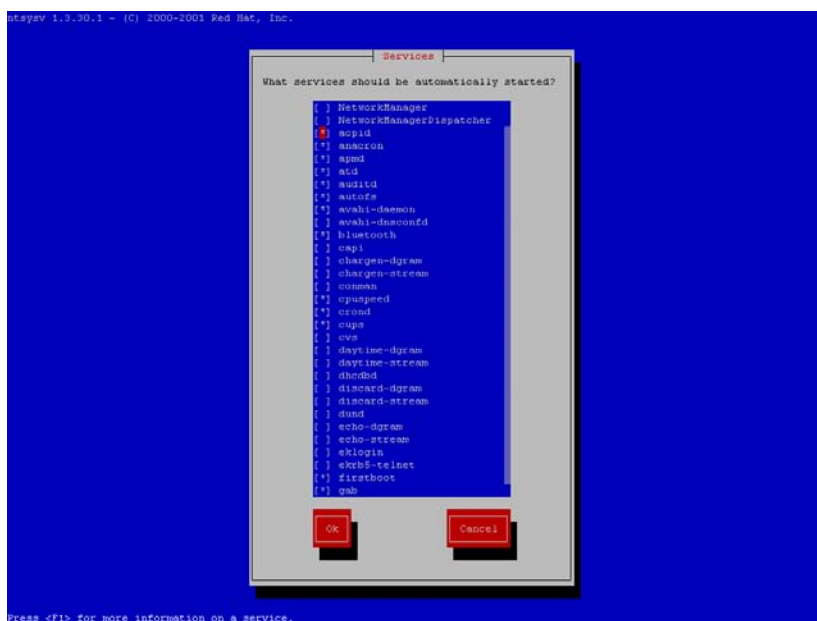 ntsysv 1.3.30.1 - (C) 2000-2001 Red Hat, Inc.
Services
What services should be automatically started?
[ ] NetworkManager
[ ] NetworkManagerDispatcher
[*] acpid
[*] anacron
[*] apmd
[*] atd
[*] auditd
[*] autofs
[*] avahi-daemon
[ ] avahi-dnsconfd
[*] bluetooth
[ ] capi
[ ] chargen-dgram
[ ] chargen-stream
[ ] conman
[*] cpuspeed
[*] crond
[*] cups
[ ] cvs
[ ] daytime-dgram
[ ] daytime-stream
[ ] dhcdbd
[ ] discard-dgram
[ ] discard-stream
[ ] dund
[ ] echo-dgram
[ ] echo-stream
[ ] eklogin
[ ] ekrb5-telnet
[*] firstboot
[*] gab
Ok Cancel
Press <F1> for more information on a service.